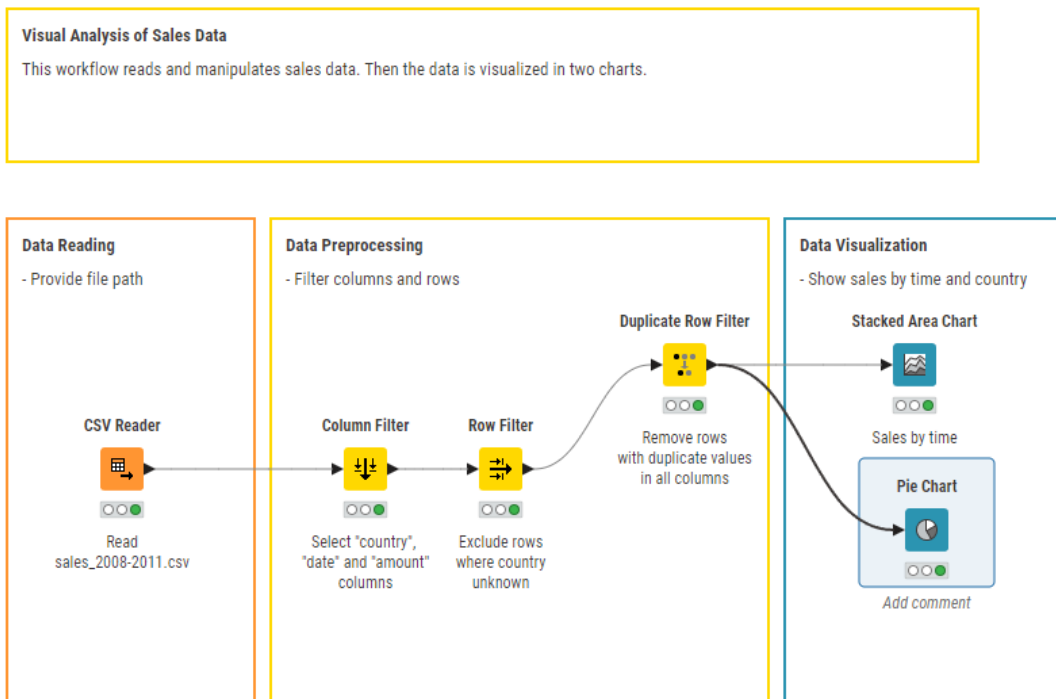 Visual Analysis of Sales Data
This workflow reads and manipulates sales data. Then the data is visualized in two charts.
Data Reading
- Provide file path
CSV Reader
Read
sales_2008-2011.csv
Data Preprocessing
- Filter columns and rows
Column Filter
Select "country",
"date" and "amount"
columns
Row Filter
Exclude rows
where country
unknown
Duplicate Row Filter
Remove rows
with duplicate values
in all columns
Data Visualization
- Show sales by time and country
Stacked Area Chart
Sales by time
Pie Chart
Add comment